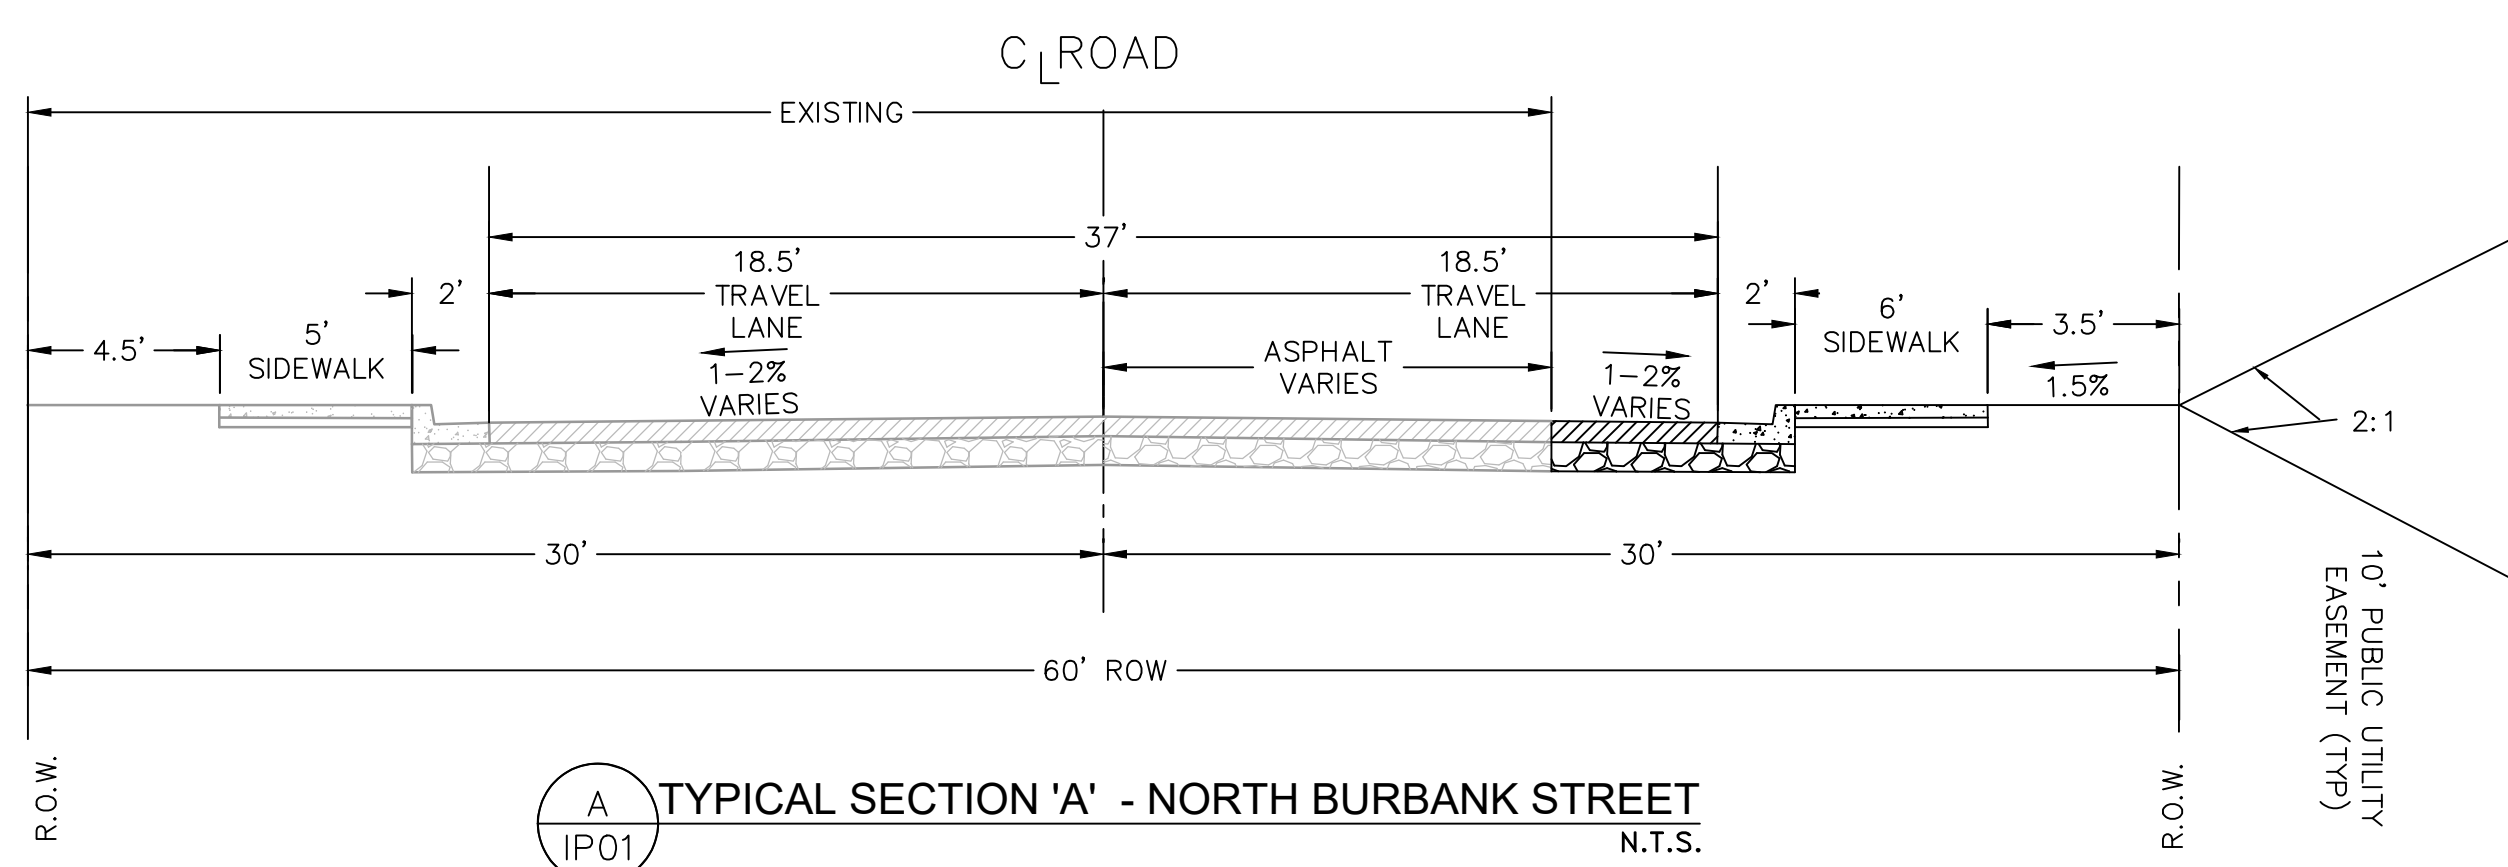 CLROAD
EXISTING
37'
18.5'
TRAVEL
LANE
18.5'
TRAVEL
LANE
2'
2'
4.5'
5'
SIDEWALK
6'
SIDEWALK
3.5'
1-2%
VARIES
ASPHALT
VARIES
1-2%
VARIES
1.5%
2:1
30'
30'
60' ROW
10' PUBLIC UTILITY
EASEMENT (TYP)
R.O.W.
R.O.W.
A
IP01
TYPICAL SECTION 'A' - NORTH BURBANK STREET
N.T.S.